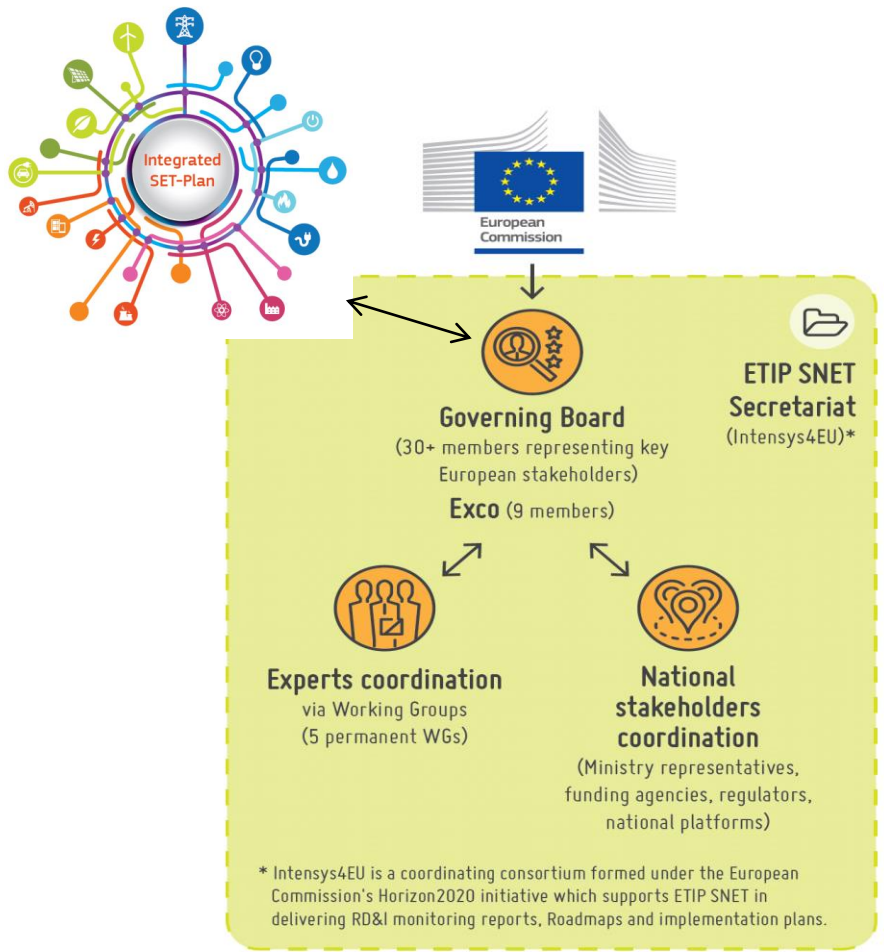 Integrated
SET-Plan
European
Commission
ETIP SNET
Secretariat
(Intensys4EU)*
Governing Board
(30+ members representing key
European stakeholders)
Exco (9 members)
Experts coordination
via Working Groups
(5 permanent WGs)
National
stakeholders
coordination
(Ministry representatives,
funding agencies, regulators,
national platforms)
* Intensys4EU is a coordinating consortium formed under the European
Commission's Horizon2020 initiative which supports ETIP SNET in
delivering RD&I monitoring reports, Roadmaps and implementation plans.